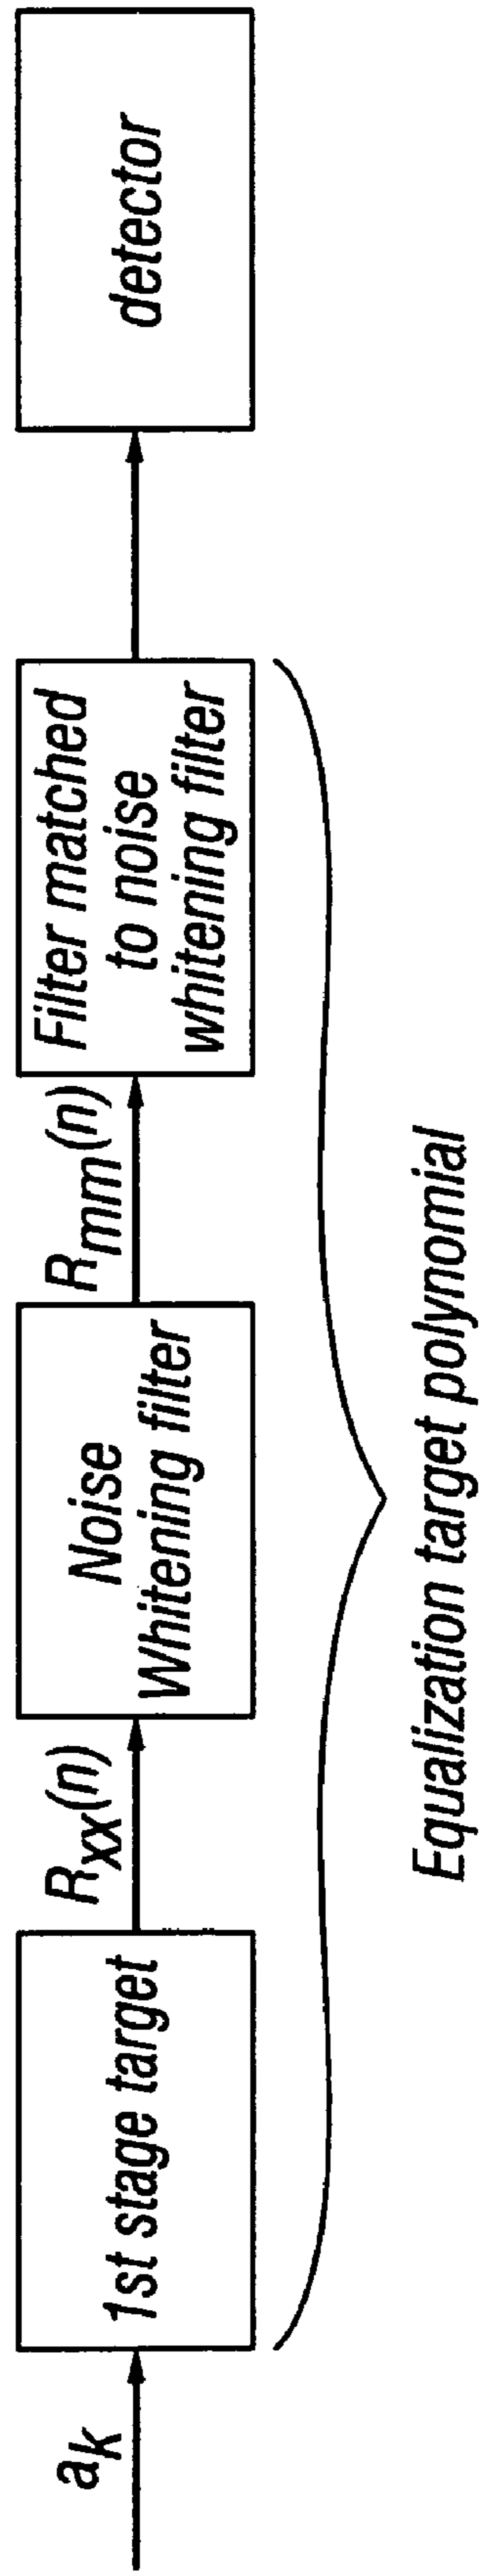 a_k
1st stage target
R_xx(n)
Noise
Whitening filter
R_mm(n)
Filter matched
to noise
whitening filter
detector
Equalization target polynomial